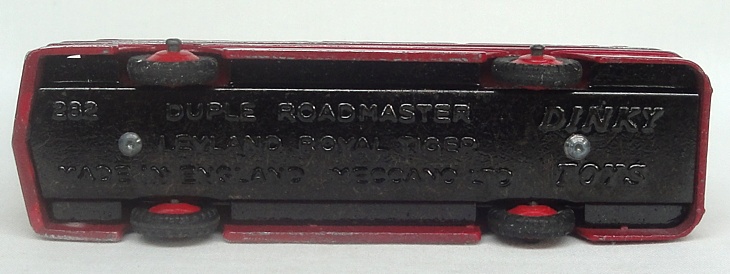 282 DUPLE ROADMASTER DINKY
LEYLAND ROYAL TIGER
MADE IN ENGLAND MECCANO LTD TOYS